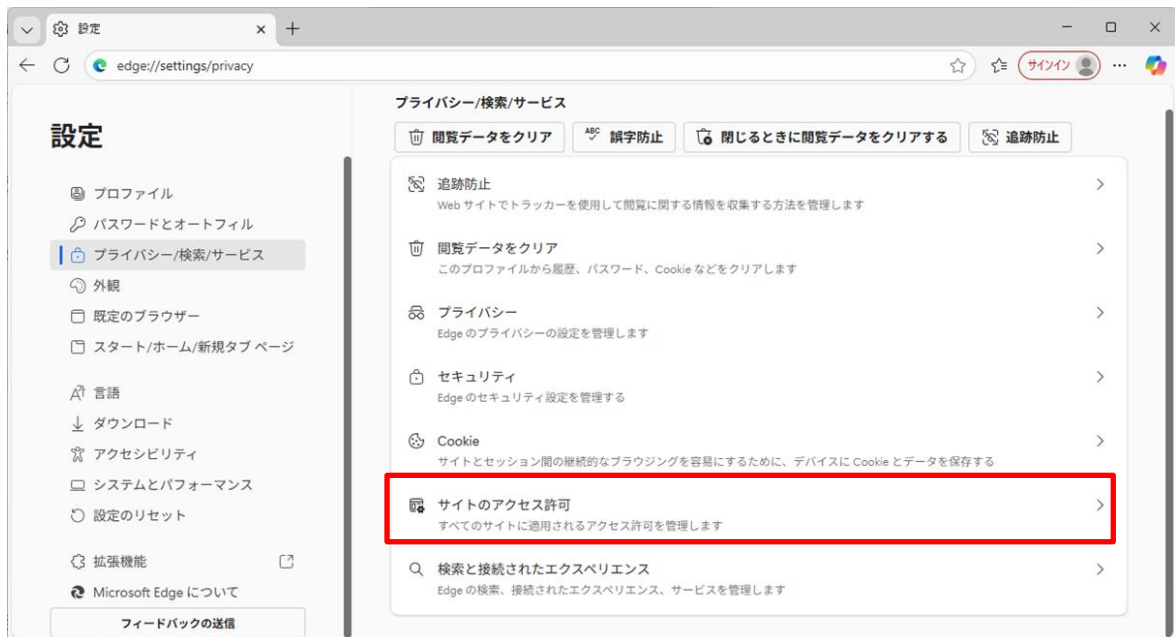 設定
edge://settings/privacy
サインイン
設定
プロファイル
パスワードとオートフィル
プライバシー/検索/サービス
外観
既定のブラウザー
スタート/ホーム/新規タブ ページ
言語
ダウンロード
アクセシビリティ
システムとパフォーマンス
設定のリセット
拡張機能
Microsoft Edge について
フィードバックの送信
プライバシー/検索/サービス
閲覧データをクリア
ABC 誤字防止
閉じるときに閲覧データをクリアする
追跡防止
追跡防止
Web サイトでトラッカーを使用して閲覧に関する情報を収集する方法を管理します
閲覧データをクリア
このプロファイルから履歴、パスワード、Cookie などをクリアします
プライバシー
Edge のプライバシーの設定を管理します
セキュリティ
Edge のセキュリティ設定を管理する
Cookie
サイトとセッション間の継続的なブラウジングを容易にするために、デバイスに Cookie とデータを保存する
サイトのアクセス許可
すべてのサイトに適用されるアクセス許可を管理します
検索と接続されたエクスペリエンス
Edge の検索、接続されたエクスペリエンス、サービスを管理します